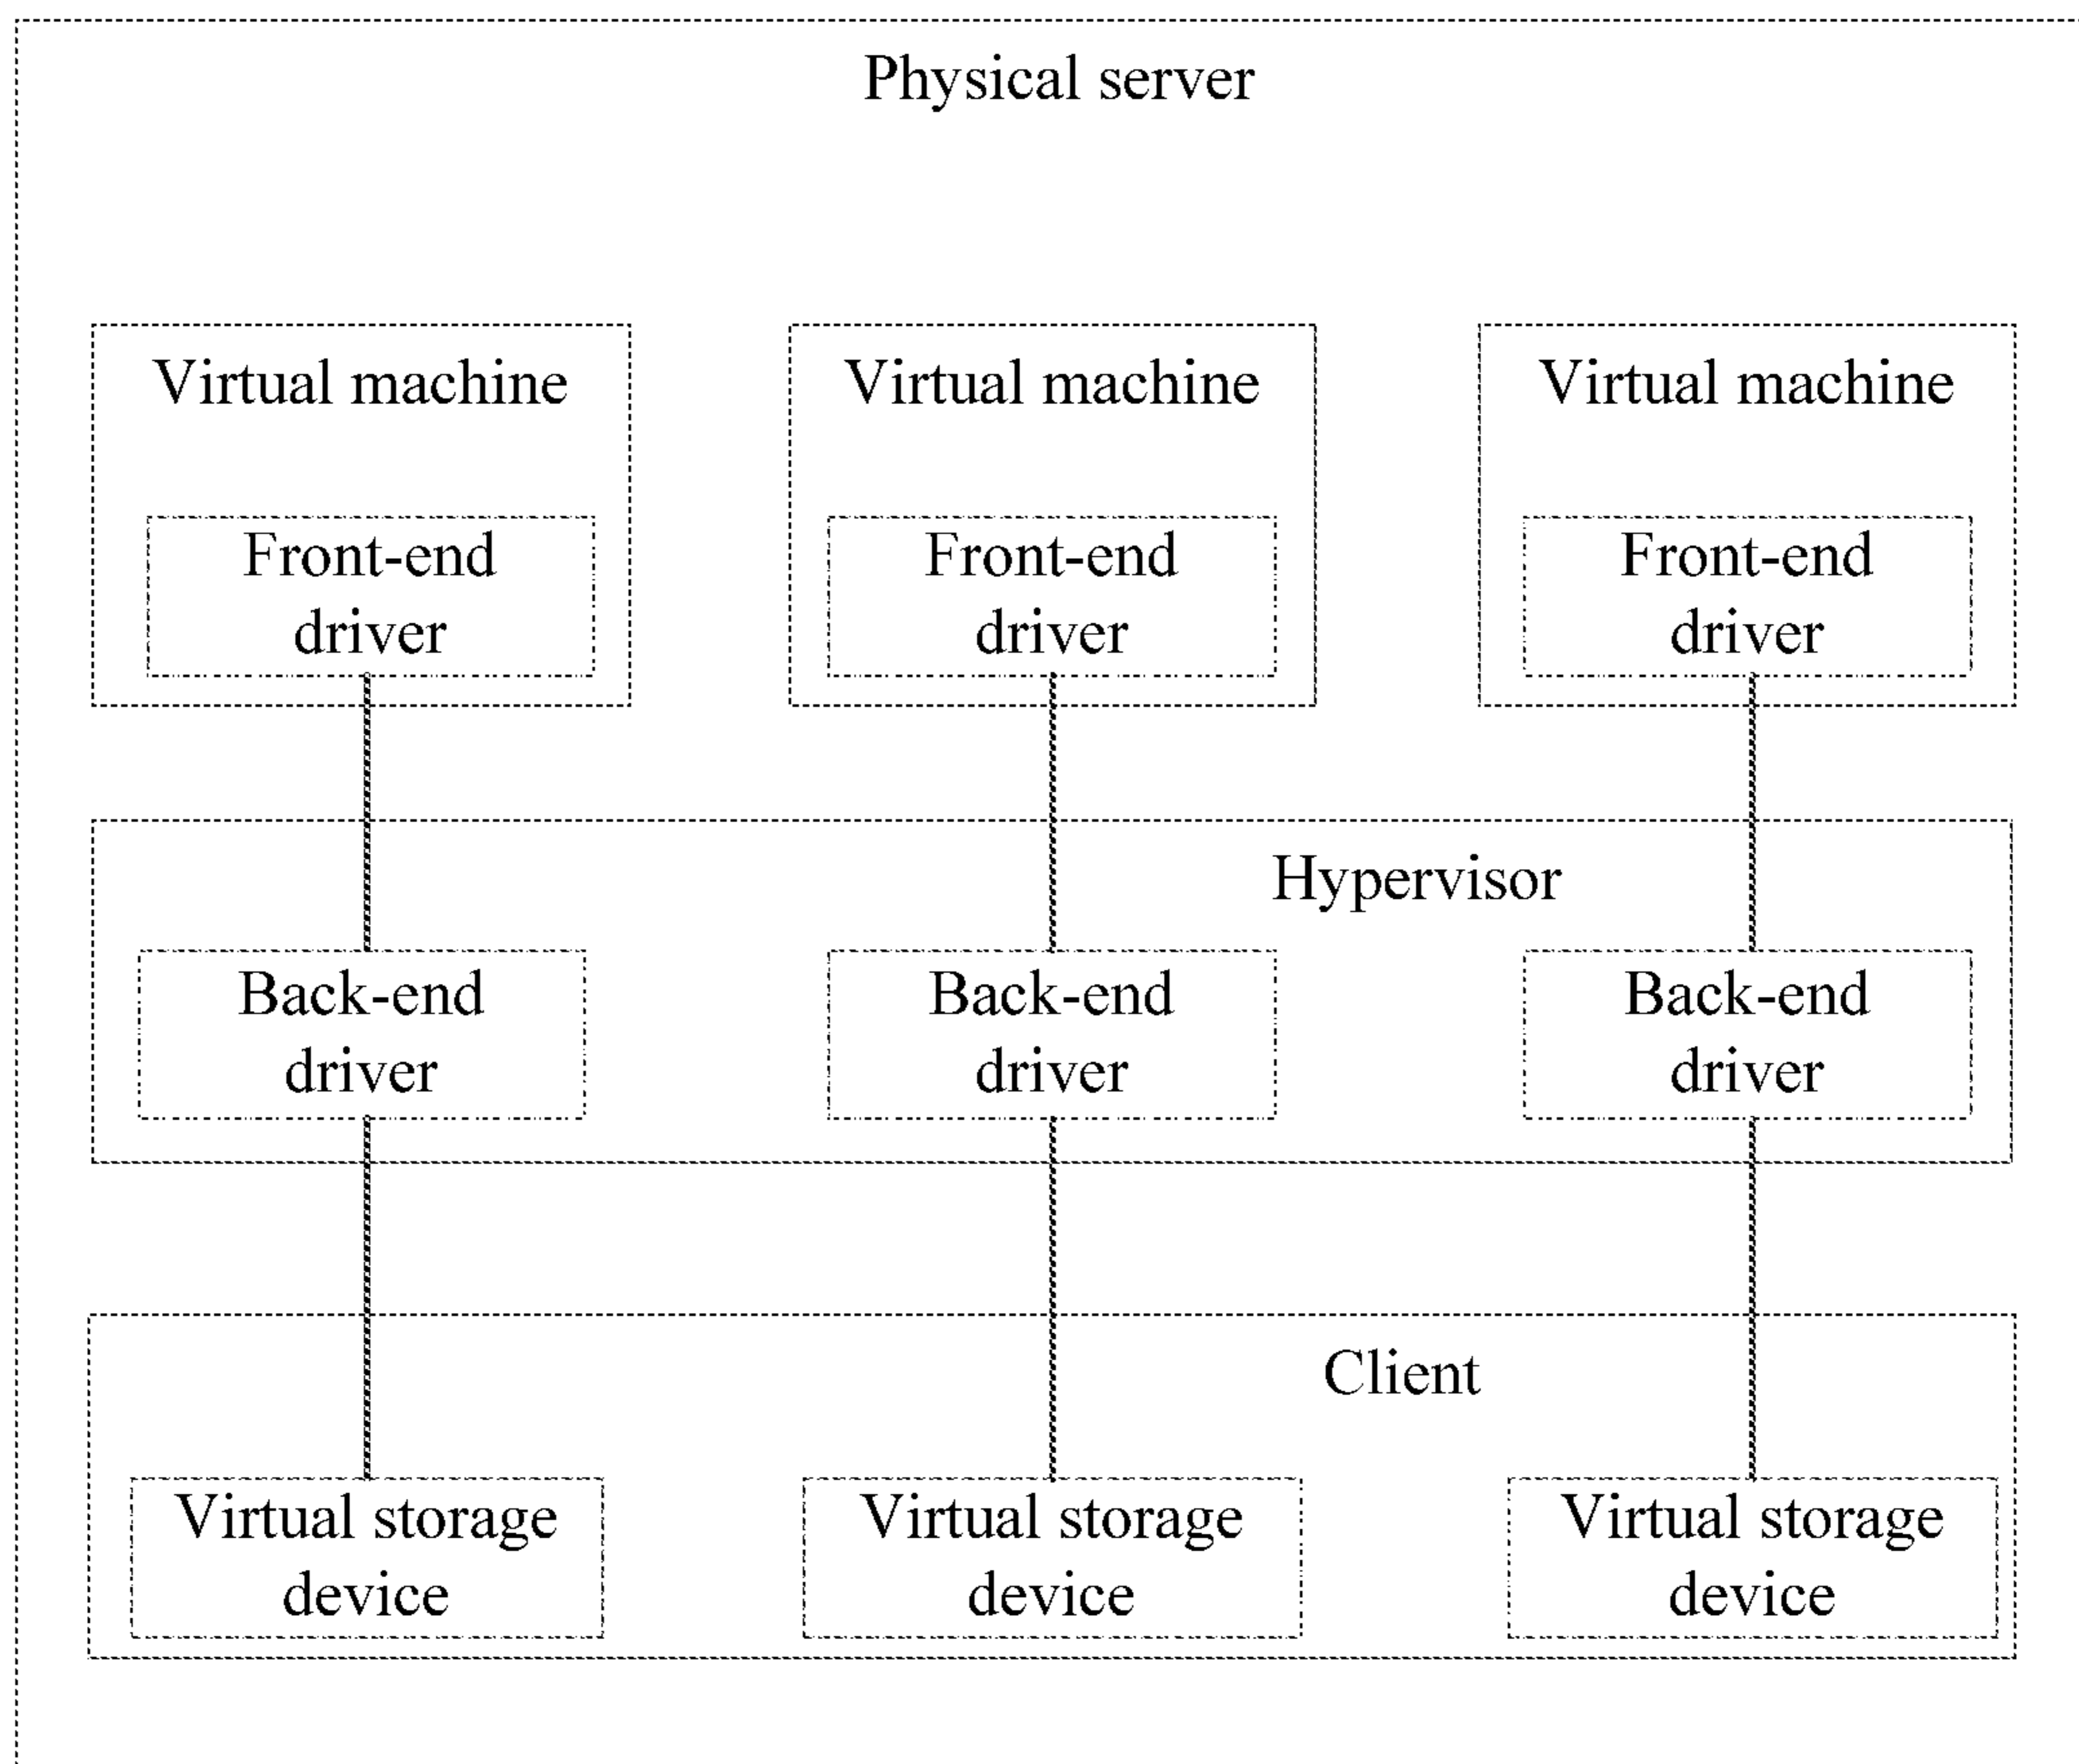 Physical server
Virtual machine
Virtual machine
Virtual machine
Front-end
driver
Front-end
driver
Front-end
driver
Hypervisor
Back-end
driver
Back-end
driver
Back-end
driver
Client
Virtual storage
device
Virtual storage
device
Virtual storage
device